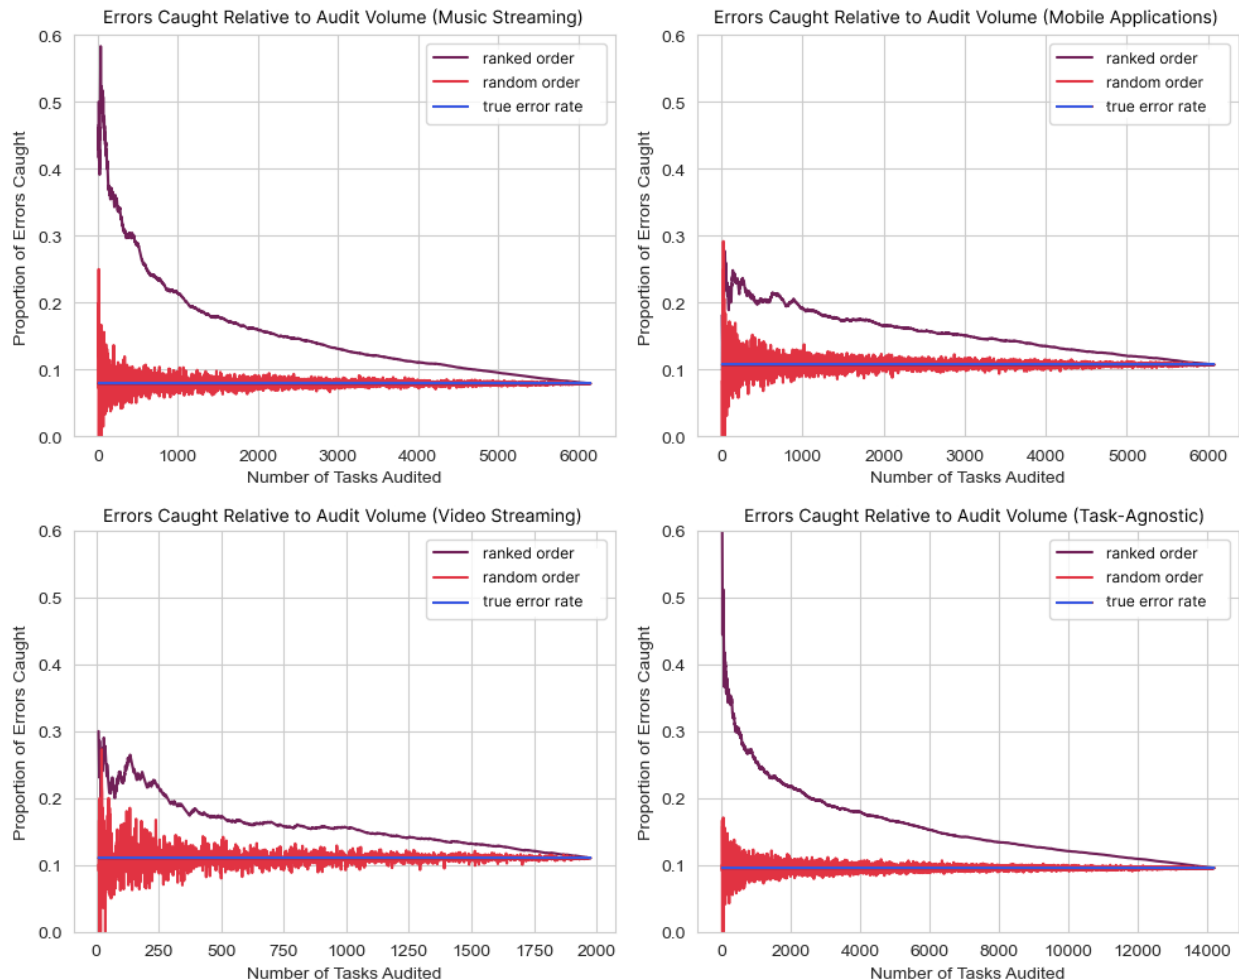 Errors Caught Relative to Audit Volume (Music Streaming)
0.6
0.5
0.4
0.3
0.2
0.1
0.0
Proportion of Errors Caught
ranked order
random order
true error rate
0 1000 2000 3000 4000 5000 6000
Number of Tasks Audited
Errors Caught Relative to Audit Volume (Mobile Applications)
0.6
0.5
0.4
0.3
0.2
0.1
0.0
Proportion of Errors Caught
ranked order
random order
true error rate
0 1000 2000 3000 4000 5000 6000
Number of Tasks Audited
Errors Caught Relative to Audit Volume (Video Streaming)
0.6
0.5
0.4
0.3
0.2
0.1
0.0
Proportion of Errors Caught
ranked order
random order
true error rate
0 250 500 750 1000 1250 1500 1750 2000
Number of Tasks Audited
Errors Caught Relative to Audit Volume (Task-Agnostic)
0.6
0.5
0.4
0.3
0.2
0.1
0.0
Proportion of Errors Caught
ranked order
random order
true error rate
0 2000 4000 6000 8000 10000 12000 14000
Number of Tasks Audited